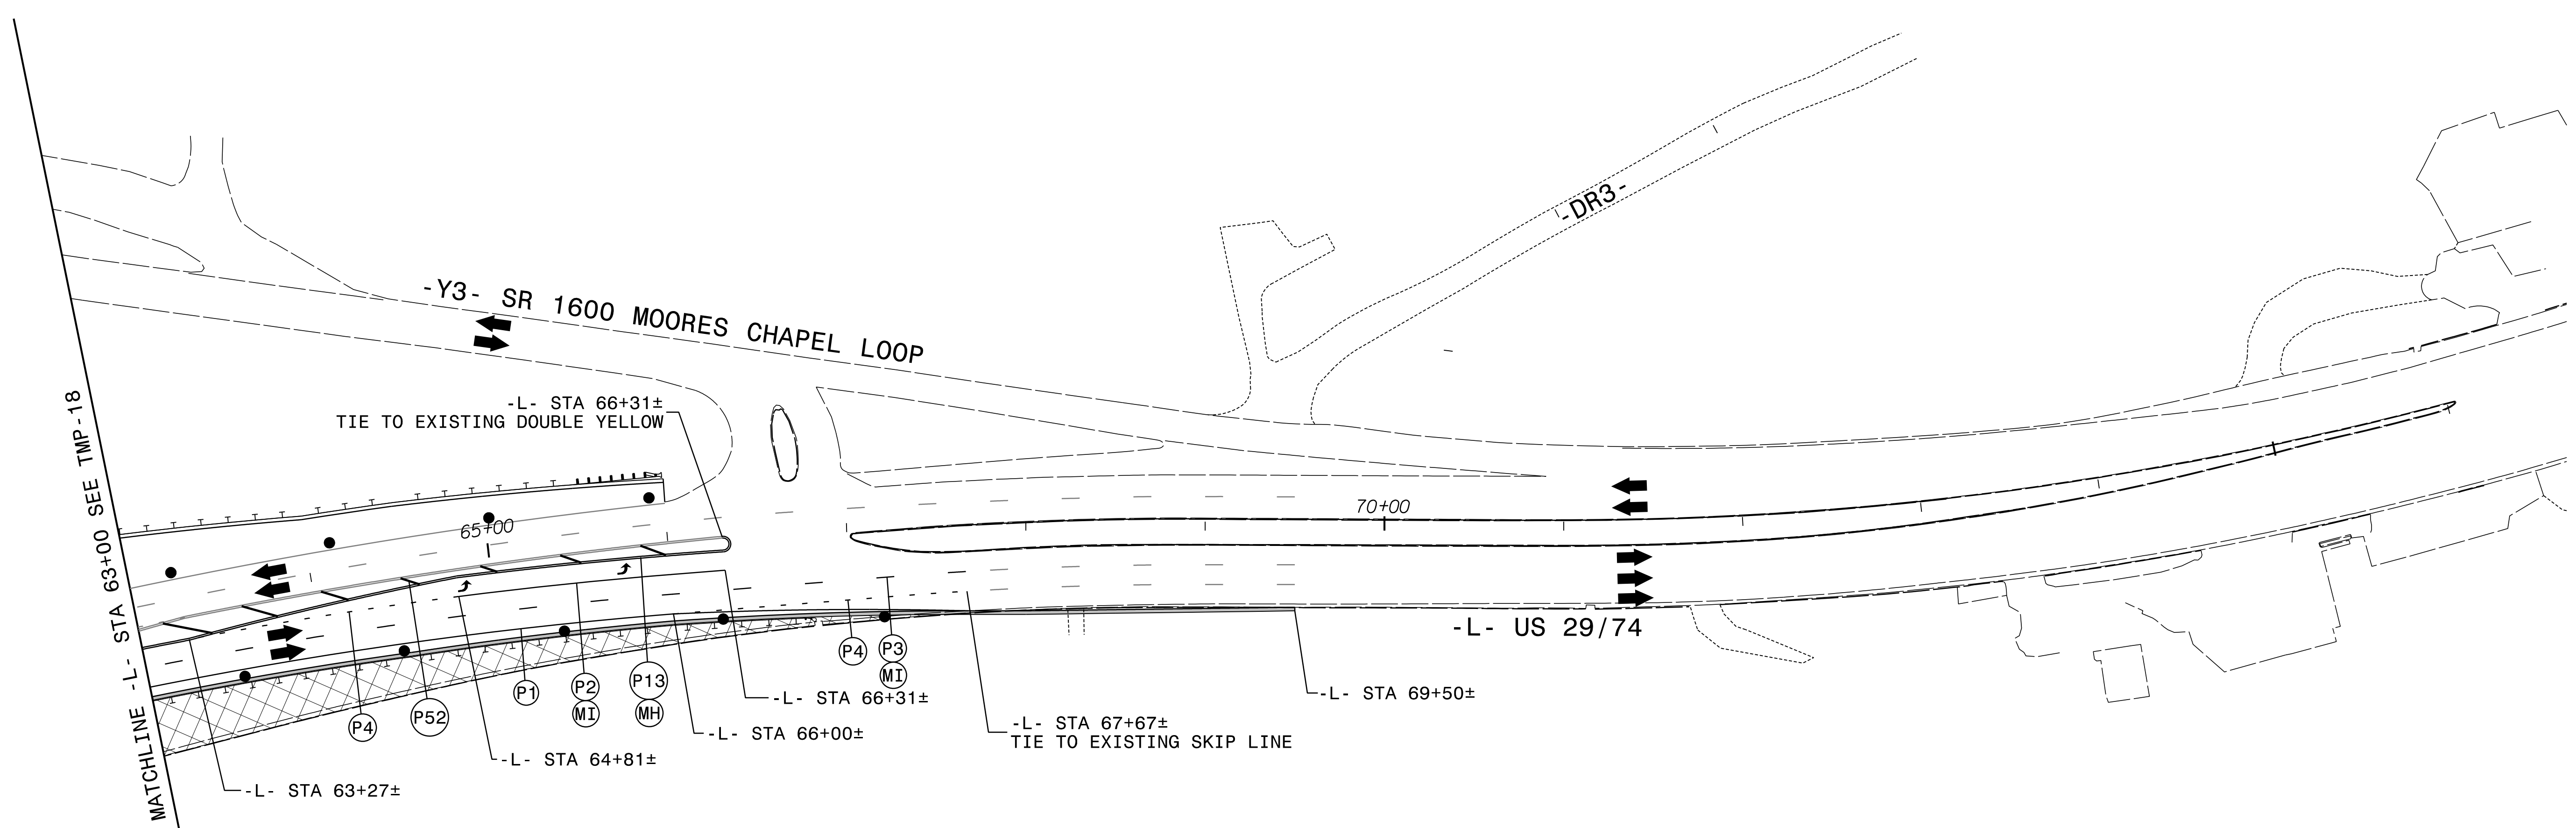 MATCHLINE -L- STA 63+00 SEE TMP-18
-Y3- SR 1600 MOORES CHAPEL LOOP
-DR3-
-L- STA 66+31±
TIE TO EXISTING DOUBLE YELLOW
65+00
70+00
-L- US 29/74
P4
P52
P1
P2
MI
P13
MH
P4
P3
MI
-L- STA 66+31±
-L- STA 69+50±
-L- STA 66+00±
-L- STA 67+67±
TIE TO EXISTING SKIP LINE
-L- STA 64+81±
-L- STA 63+27±